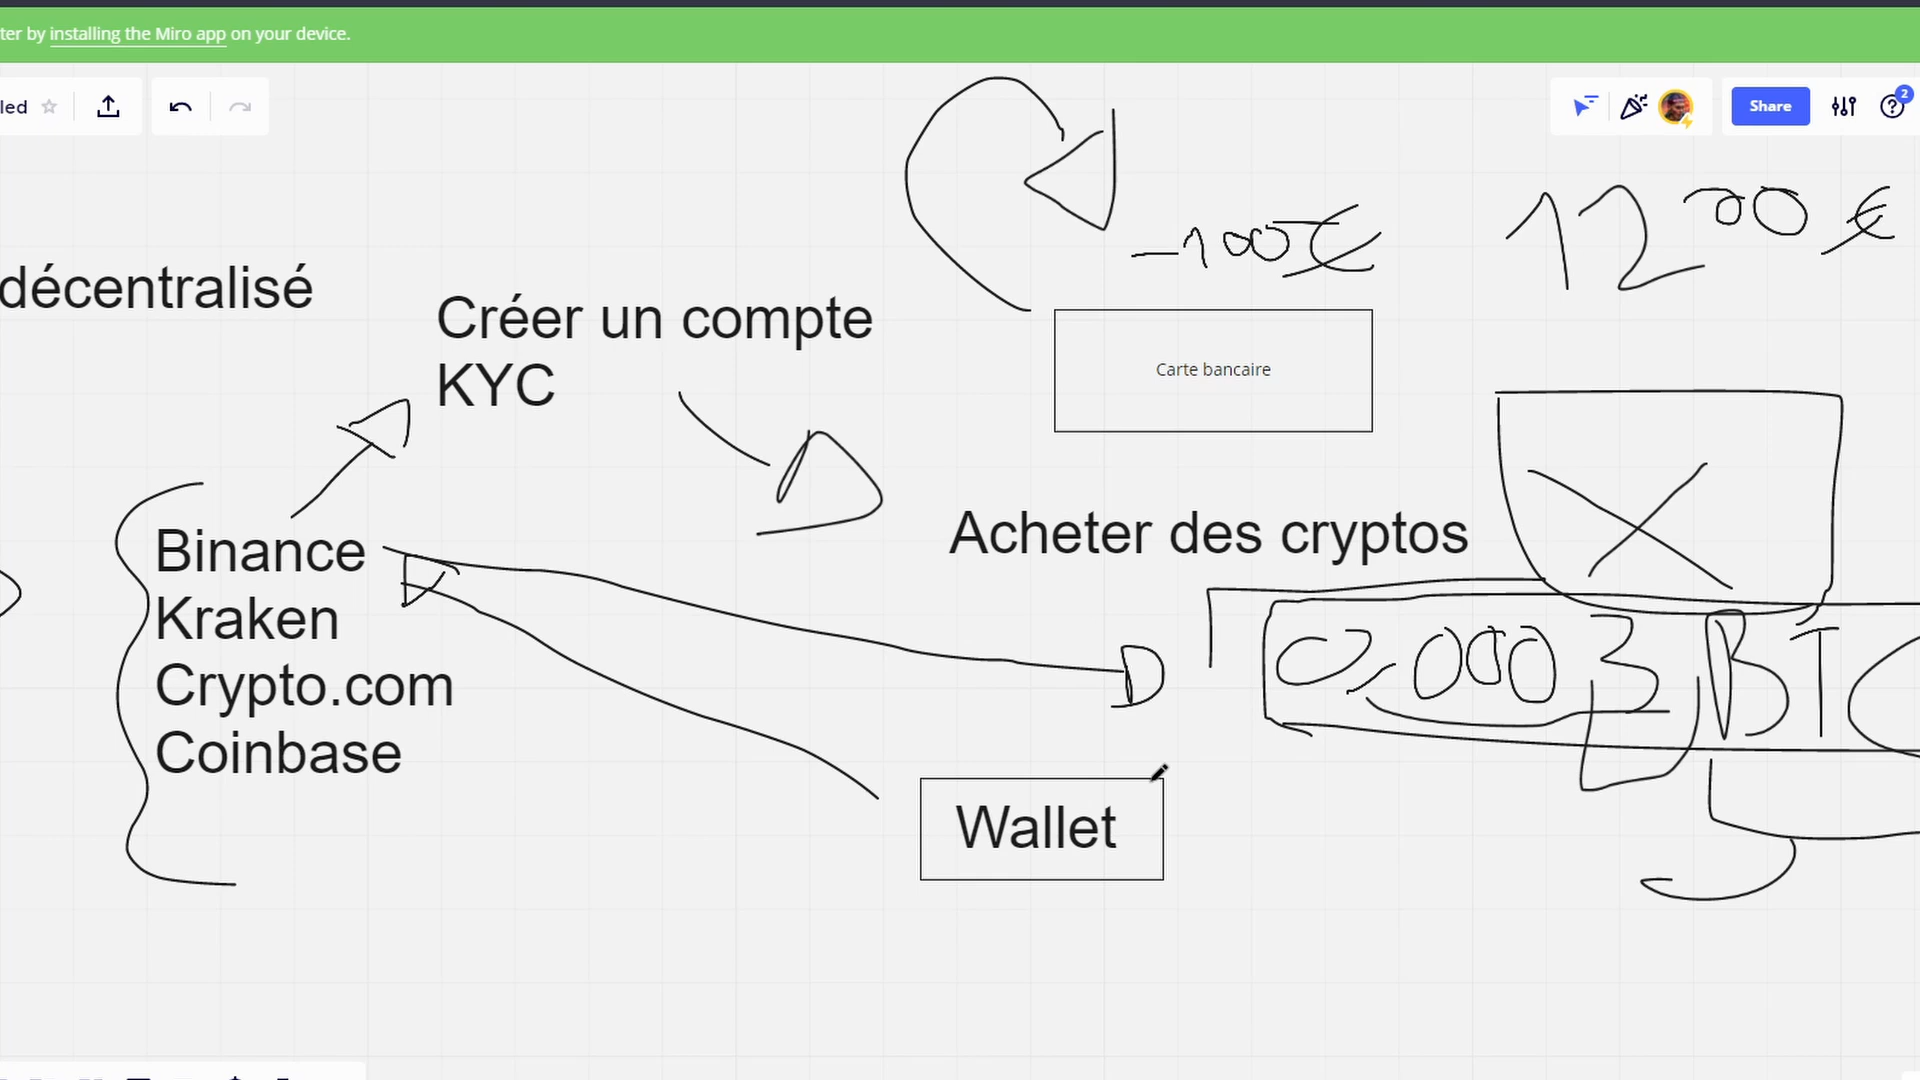 ter by installing the Miro app on your device.
led
Share
2
-100€
1200€
décentralisé
Créer un compte
KYC
Carte bancaire
Acheter des cryptos
Binance
Kraken
Crypto.com
Coinbase
0,0003 BTC
Wallet